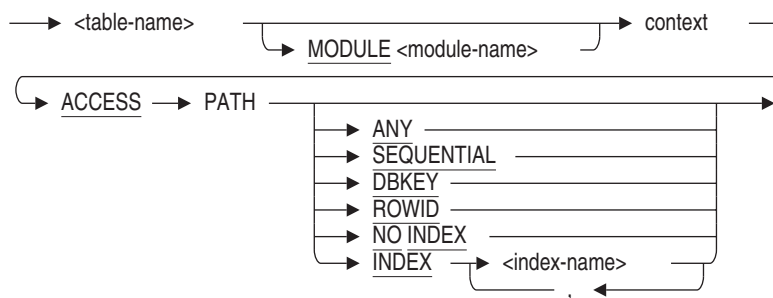 <table-name> context
MODULE <module-name>
ACCESS PATH
ANY
SEQUENTIAL
DBKEY
ROWID
NO INDEX
INDEX <index-name>
,